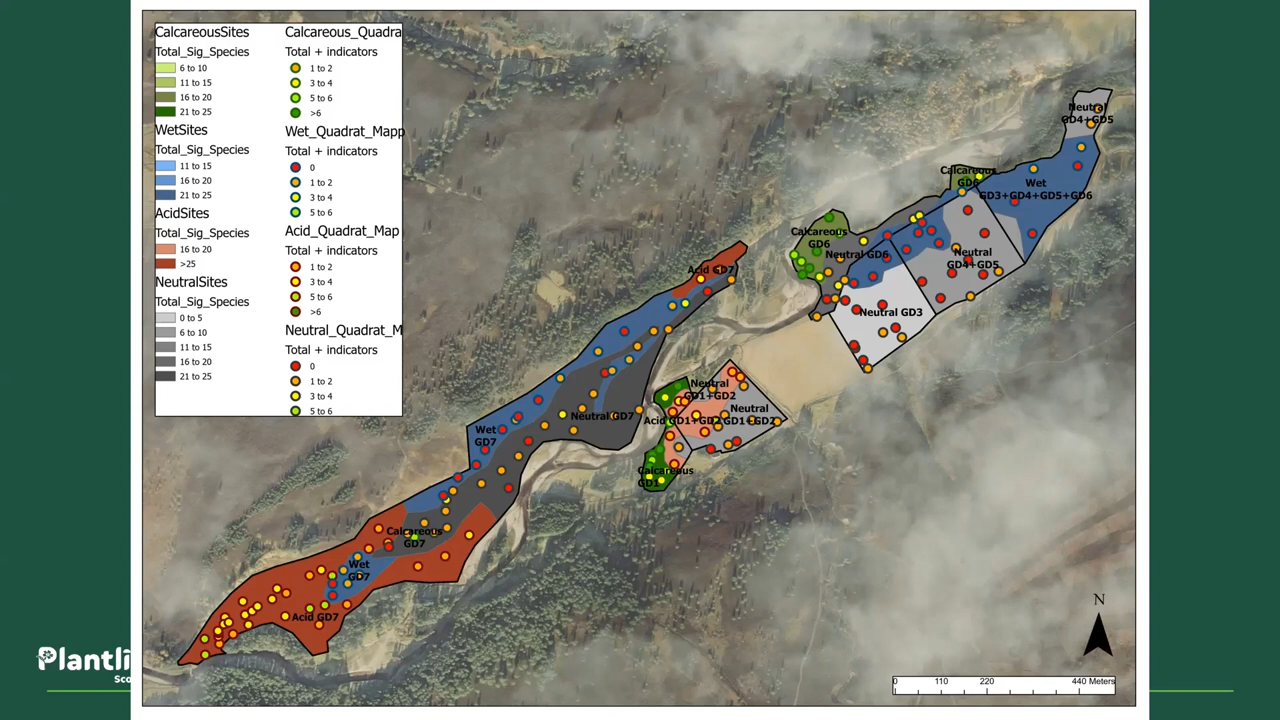 CalcareousSites
Total_Sig_Species
6 to 10
11 to 15
16 to 20
21 to 25
WetSites
Total_Sig_Species
11 to 15
16 to 20
21 to 25
AcidSites
Total_Sig_Species
16 to 20
>25
NeutralSites
Total_Sig_Species
0 to 5
6 to 10
11 to 15
16 to 20
21 to 25
Calcareous_Quadra
Total + indicators
1 to 2
3 to 4
5 to 6
>6
Wet_Quadrat_Mapp
Total + indicators
0
1 to 2
3 to 4
5 to 6
Acid_Quadrat_Map
Total + indicators
1 to 2
3 to 4
5 to 6
>6
Neutral_Quadrat_M
Total + indicators
0
1 to 2
3 to 4
5 to 6
Neutral
GD4+GD5
Calcareous
GD6
Wet
GD3+GD4+GD5+GD6
Calcareous
GD6
Neutral GD6
Neutral
GD4+GD5
Acid GD7
Neutral GD3
Neutral
GD1+GD2
Neutral
GD1+GD2
Acid GD1+GD2
Neutral GD7
Wet
GD7
Calcareous
GD1
Calcareous
GD7
Wet
GD7
Acid GD7
N
0 110 220 440 Meters
Plantli
Sco